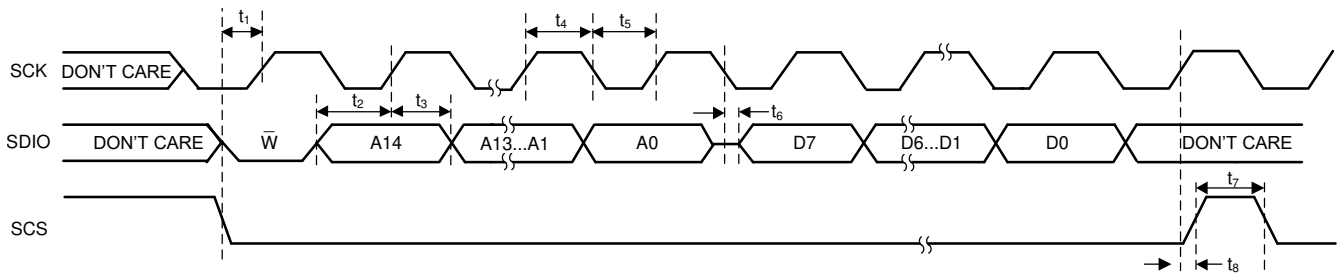 t1 t4 t5
SCK DON'T CARE
t2 t3 t6
SDIO DON'T CARE W̅ A14 A13...A1 A0 D7 D6...D1 D0 DON'T CARE
t7
SCS
t8